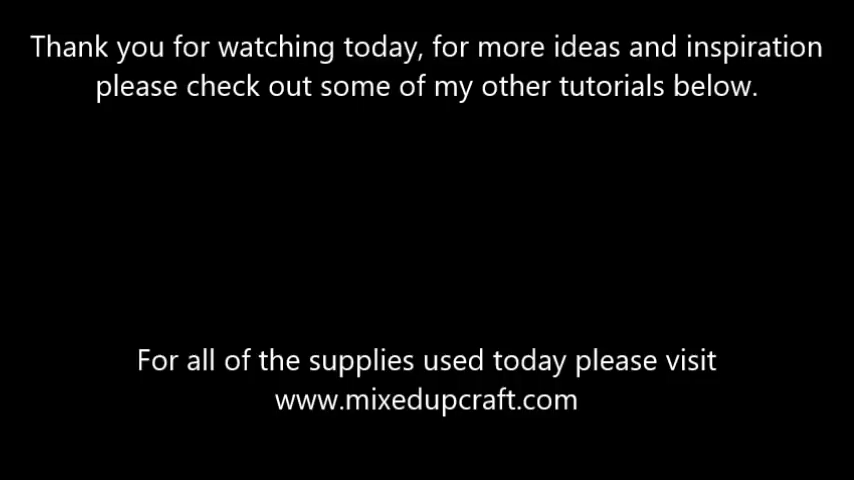 Thank you for watching today, for more ideas and inspiration
please check out some of my other tutorials below.
For all of the supplies used today please visit
www.mixedupcraft.com